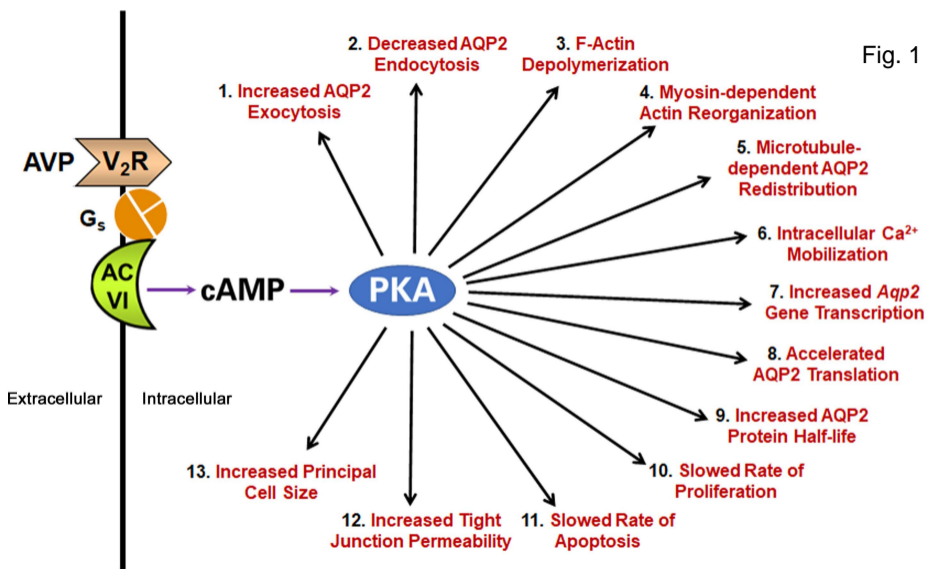 Fig. 1
AVP
V₂R
Gₛ
AC
VI
cAMP
PKA
Extracellular
Intracellular
1. Increased AQP2
Exocytosis
2. Decreased AQP2
Endocytosis
3. F-Actin
Depolymerization
4. Myosin-dependent
Actin Reorganization
5. Microtubule-
dependent AQP2
Redistribution
6. Intracellular Ca²⁺
Mobilization
7. Increased Aqp2
Gene Transcription
8. Accelerated
AQP2 Translation
9. Increased AQP2
Protein Half-life
10. Slowed Rate of
Proliferation
11. Slowed Rate of
Apoptosis
12. Increased Tight
Junction Permeability
13. Increased Principal
Cell Size